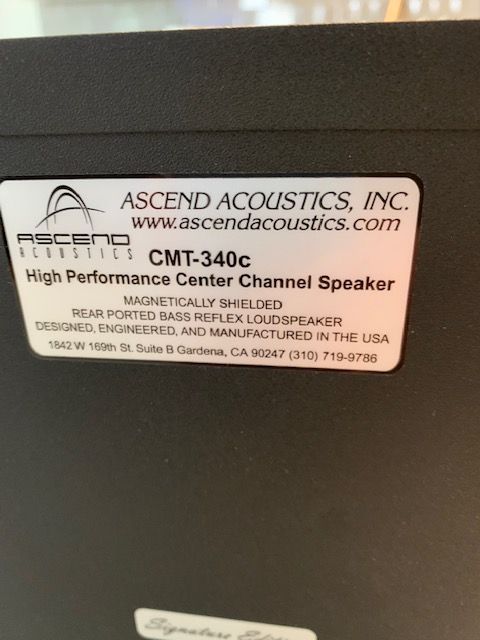 ASCEND ACOUSTICS, INC.
www.ascendacoustics.com
ASCEND
ACOUSTICS
CMT-340c
High Performance Center Channel Speaker
MAGNETICALLY SHIELDED
REAR PORTED BASS REFLEX LOUDSPEAKER
DESIGNED, ENGINEERED, AND MANUFACTURED IN THE USA
1842 W 169th St. Suite B Gardena, CA 90247 (310) 719-9786
Signature